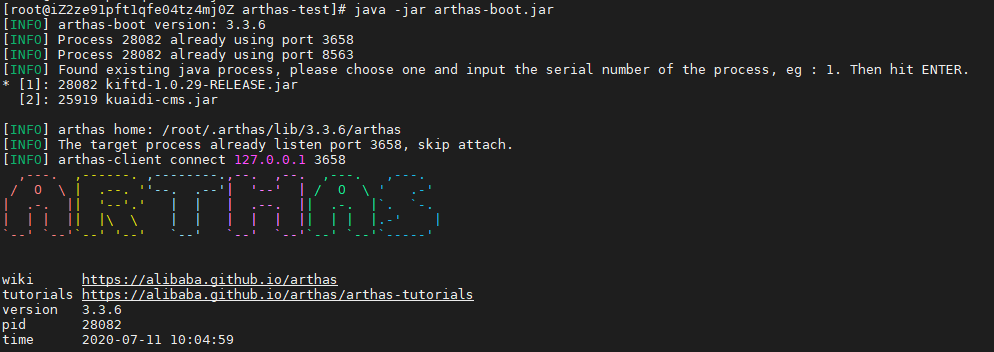 [root@iZ2ze91pft1qfe04tz4mj0Z arthas-test]# java -jar arthas-boot.jar
[INFO] arthas-boot version: 3.3.6
[INFO] Process 28082 already using port 3658
[INFO] Process 28082 already using port 8563
[INFO] Found existing java process, please choose one and input the serial number of the process, eg : 1. Then hit ENTER.
* [1]: 28082 kiftd-1.0.29-RELEASE.jar
  [2]: 25919 kuaidi-cms.jar
[INFO] arthas home: /root/.arthas/lib/3.3.6/arthas
[INFO] The target process already listen port 3658, skip attach.
[INFO] arthas-client connect 127.0.0.1 3658
ARTHAS
wiki      https://alibaba.github.io/arthas
tutorials https://alibaba.github.io/arthas/arthas-tutorials
version   3.3.6
pid       28082
time      2020-07-11 10:04:59